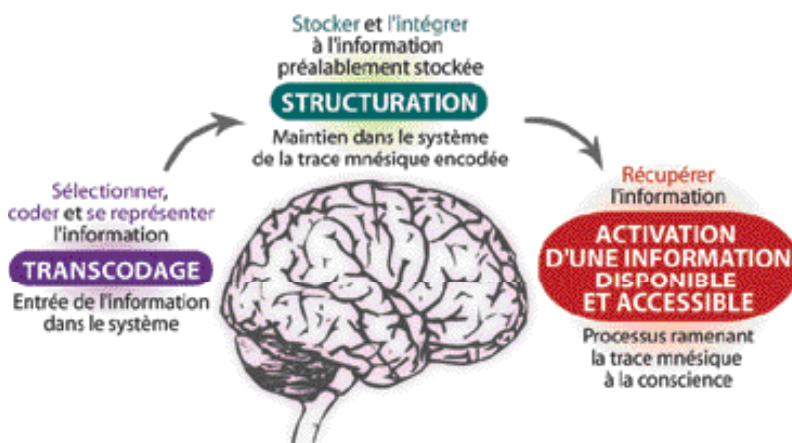 Sélectionner,
coder et se représenter
l'information
TRANSCODAGE
Entrée de l'information
dans le système
Stocker et l'intégrer
à l'information
préalablement stockée
STRUCTURATION
Maintien dans le système
de la trace mnésique encodée
Récupérer
l'information
ACTIVATION
D'UNE INFORMATION
DISPONIBLE
ET ACCESSIBLE
Processus ramenant
la trace mnésique
à la conscience